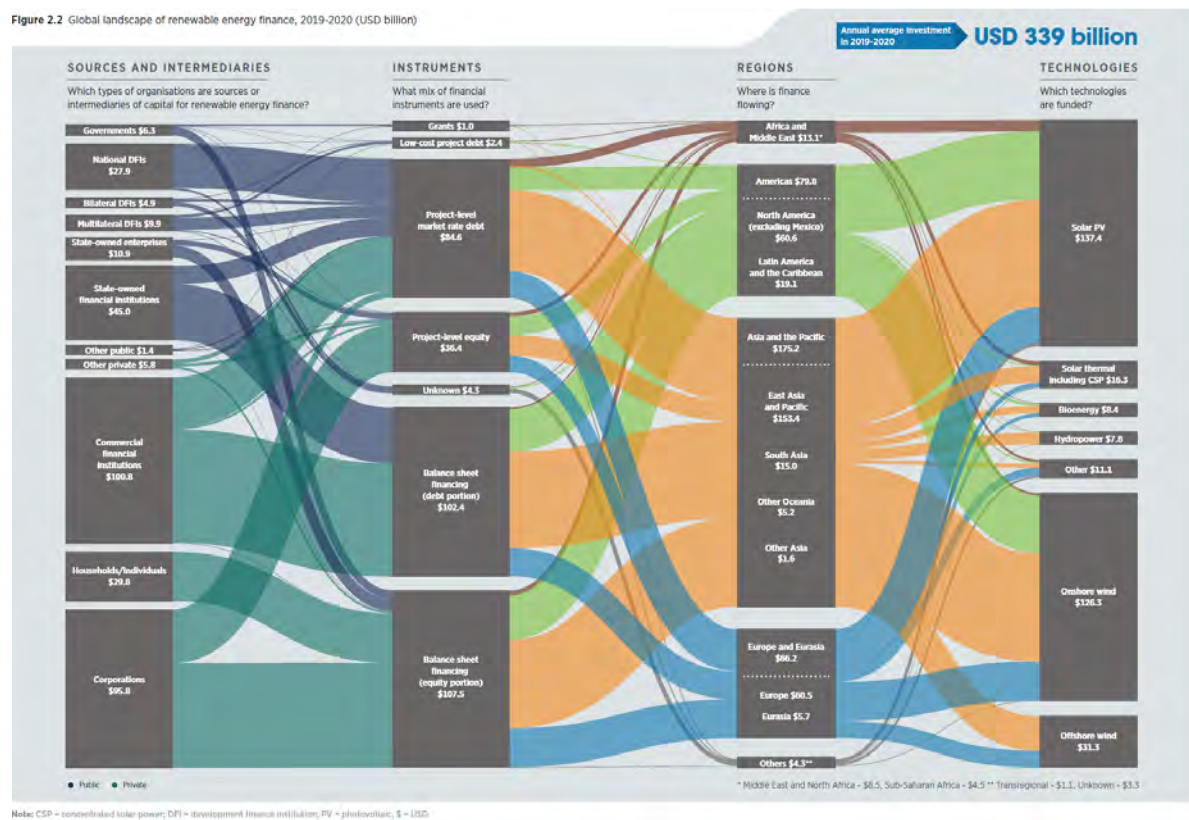 Figure 2.2 Global landscape of renewable energy finance, 2019-2020 (USD billion)
Annual average investment
in 2019-2020
USD 339 billion
SOURCES AND INTERMEDIARIES
Which types of organisations are sources or
intermediaries of capital for renewable energy finance?
Governments $6.3
National DFIs
$27.9
Bilateral DFIs $4.9
Multilateral DFIs $9.9
State-owned enterprises
$10.9
State-owned
financial institutions
$45.0
Other public $1.4
Other private $5.8
Commercial
financial
institutions
$100.8
Households/Individuals
$29.8
Corporations
$95.8
INSTRUMENTS
What mix of financial
instruments are used?
Grants $1.0
Low-cost project debt $2.4
Project-level
market rate debt
$84.6
Project-level equity
$36.4
Unknown $4.3
Balance sheet
financing
(debt portion)
$102.4
Balance sheet
financing
(equity portion)
$107.5
REGIONS
Where is finance
flowing?
Africa and
Middle East $13.1*
Americas $79.8
North America
(excluding Mexico)
$60.6
Latin America
and the Caribbean
$19.1
Asia and the Pacific
$175.2
East Asia
and Pacific
$153.4
South Asia
$15.0
Other Oceania
$5.2
Other Asia
$1.6
Europe and Eurasia
$66.2
Europe $60.5
Eurasia $5.7
Others $4.3**
TECHNOLOGIES
Which technologies
are funded?
Solar PV
$137.4
Solar thermal
including CSP $16.3
Bioenergy $8.4
Hydropower $7.8
Other $11.1
Onshore wind
$126.3
Offshore wind
$31.3
Public Private
* Middle East and North Africa - $8.5, Sub-Saharan Africa - $4.5 ** Transregional - $1.1, Unknown - $3.3
Note: CSP = concentrated solar power; DFI = development finance institution; PV = photovoltaic, $ = USD.